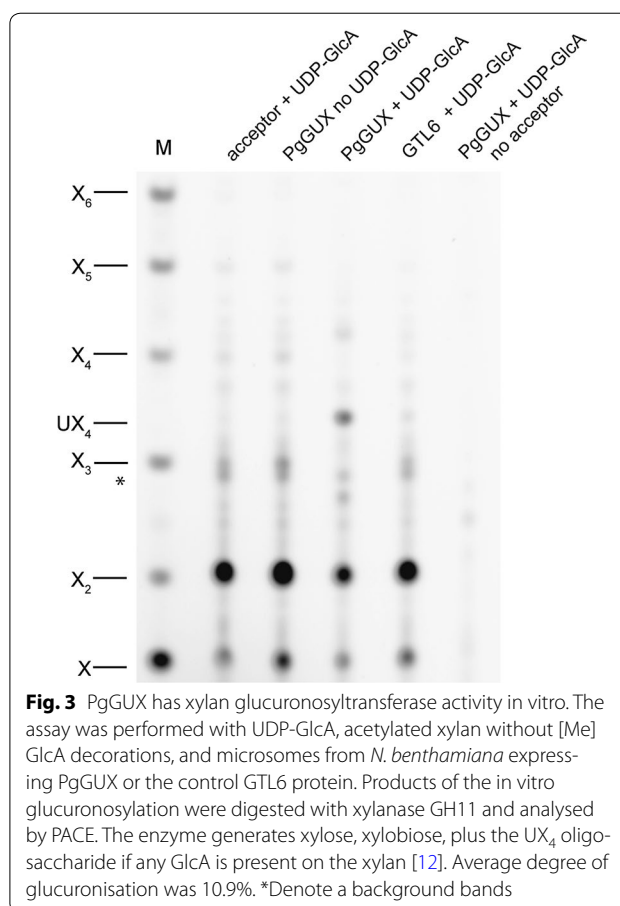 acceptor + UDP-GlcA
PgGUX no UDP-GlcA
PgGUX + UDP-GlcA
GTL6 + UDP-GlcA
PgGUX + UDP-GlcA
no acceptor
M
X6
X5
X4
UX4
X3
*
X2
X
Fig. 3 PgGUX has xylan glucuronosyltransferase activity in vitro. The
assay was performed with UDP-GlcA, acetylated xylan without [Me]
GlcA decorations, and microsomes from N. benthamiana express-
ing PgGUX or the control GTL6 protein. Products of the in vitro
glucuronosylation were digested with xylanase GH11 and analysed
by PACE. The enzyme generates xylose, xylobiose, plus the UX4 oligo-
saccharide if any GlcA is present on the xylan [12]. Average degree of
glucuronisation was 10.9%. *Denote a background bands